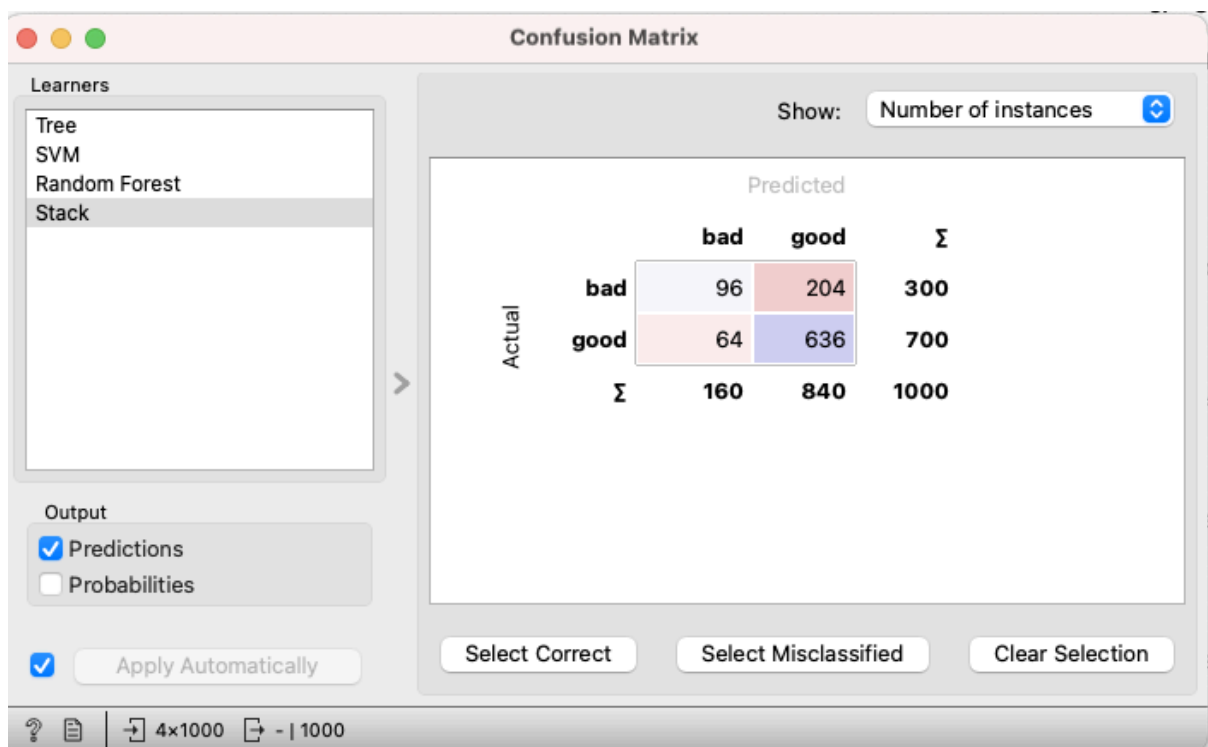 Confusion Matrix
Learners
Tree
SVM
Random Forest
Stack
Output
Predictions
Probabilities
Apply Automatically
Show: Number of instances
Predicted
bad good Σ
Actual
bad 96 204 300
good 64 636 700
Σ 160 840 1000
Select Correct Select Misclassified Clear Selection
? 4×1000 - | 1000